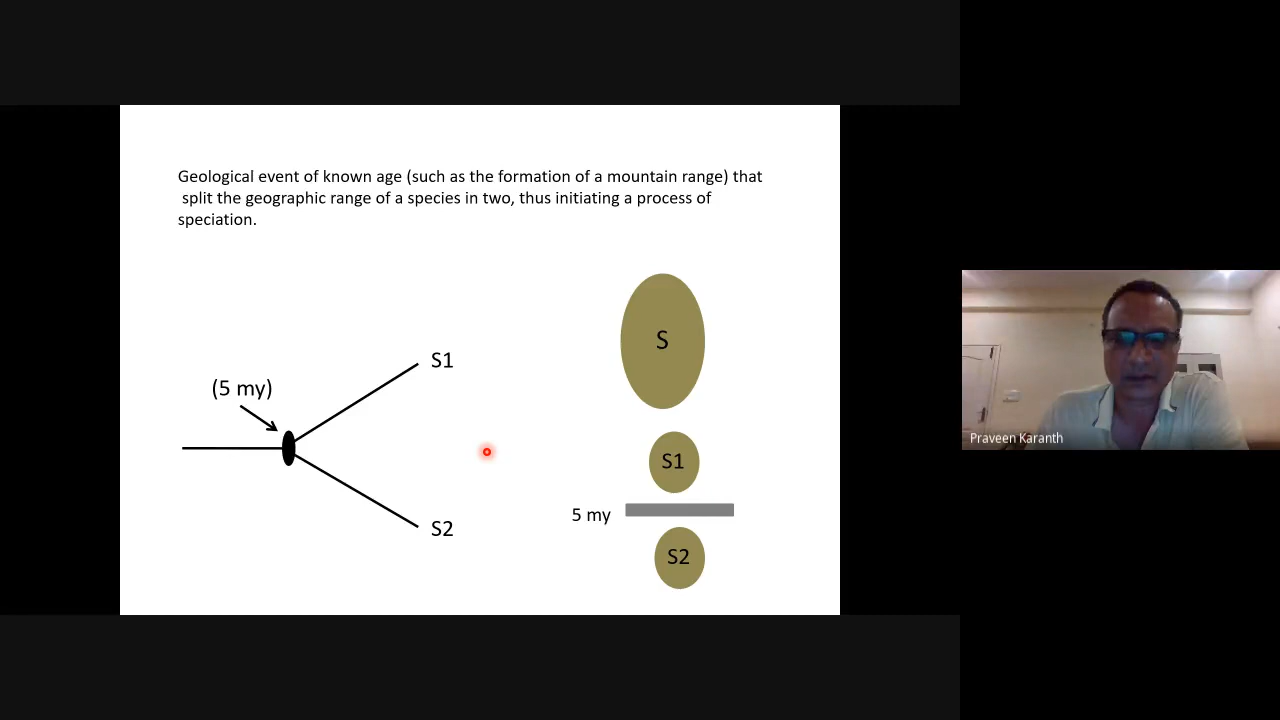 Geological event of known age (such as the formation of a mountain range) that
split the geographic range of a species in two, thus initiating a process of
speciation.
S
S1
(5 my)
Praveen Karanth
S1
5 my
S2
S2